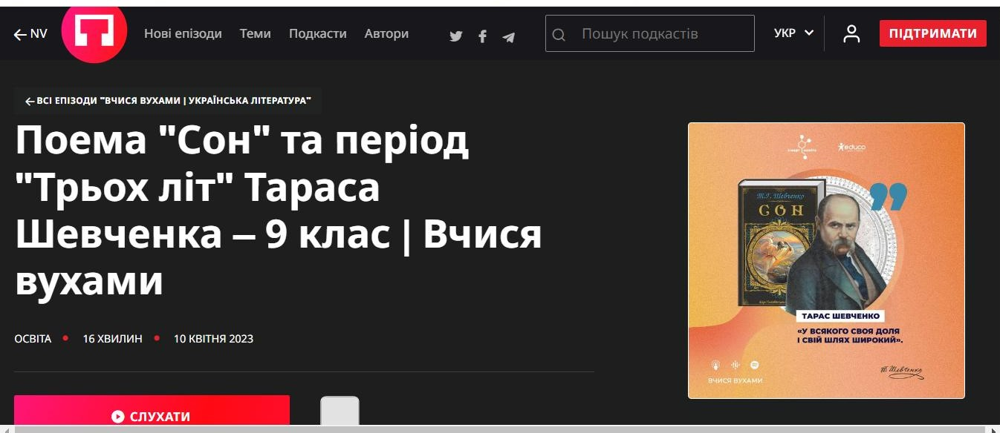 NV
Нові епізоди
Теми
Подкасти
Автори
Пошук подкастів
УКР
ПІДТРИМАТИ
ВСІ ЕПІЗОДИ "ВЧИСЯ ВУХАМИ | УКРАЇНСЬКА ЛІТЕРАТУРА"
Поема "Сон" та період
"Трьох літ" Тараса
Шевченка – 9 клас | Вчися
вухами
ОСВІТА
16 ХВИЛИН
10 КВІТНЯ 2023
СЛУХАТИ
educo
Т.Г. Шевченко
СОН
ТАРАС ШЕВЧЕНКО
«У ВСЯКОГО СВОЯ ДОЛЯ
І СВІЙ ШЛЯХ ШИРОКИЙ».
Т Шевченко
ВЧИСЯ ВУХАМИ